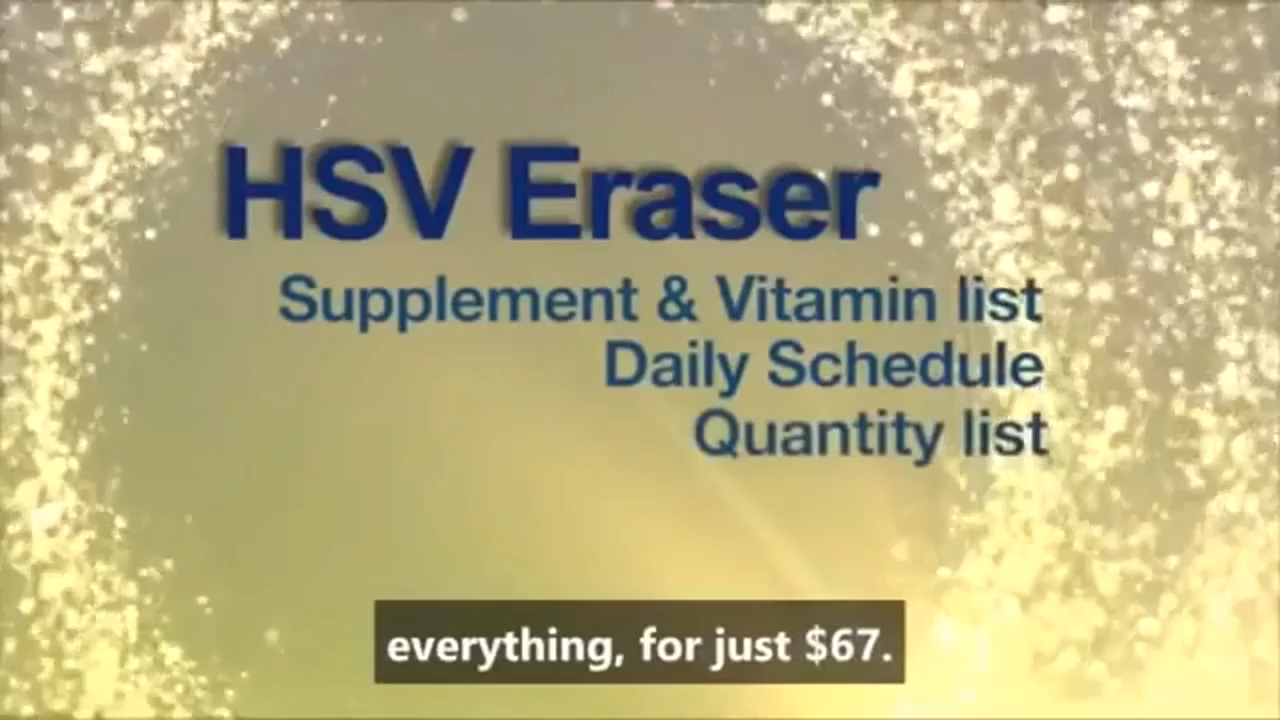 HSV Eraser
Supplement & Vitamin list
Daily Schedule
Quantity list
everything, for just $67.